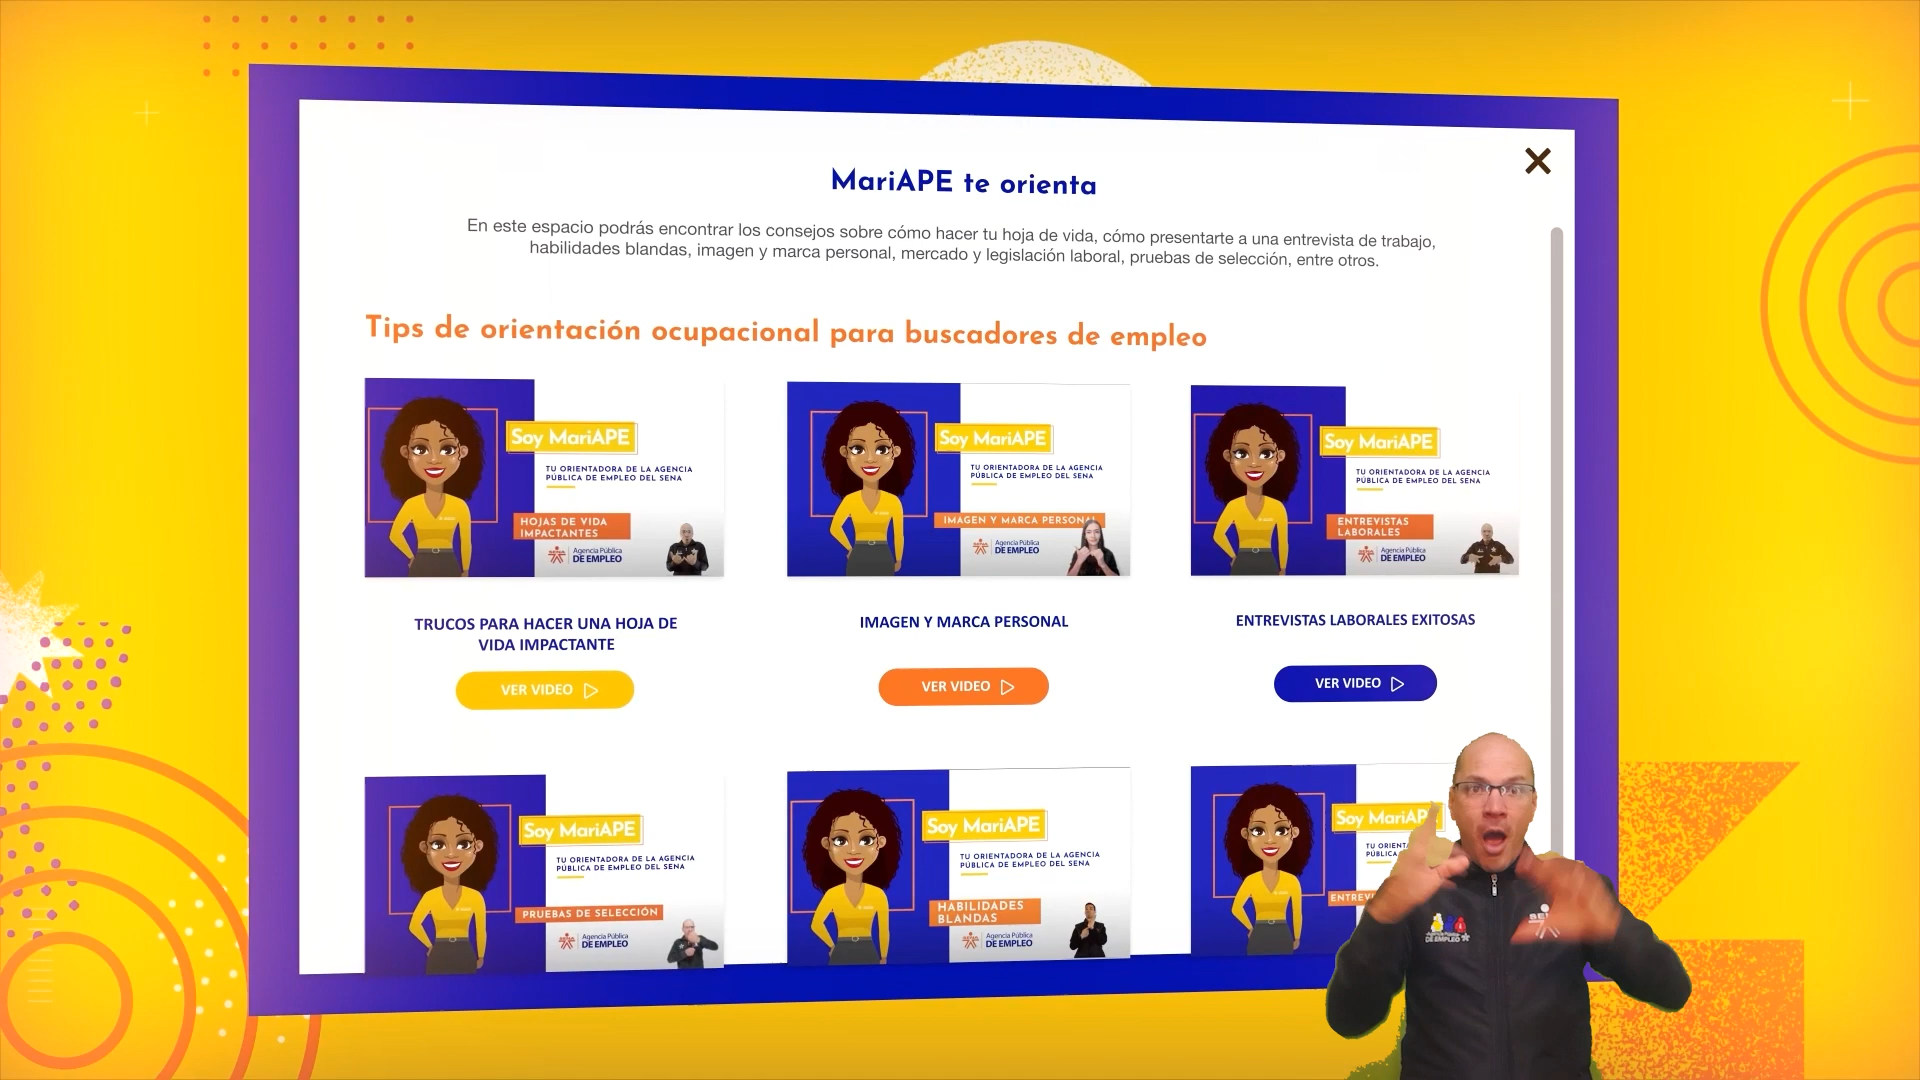 MariAPE te orienta
En este espacio podrás encontrar los consejos sobre cómo hacer tu hoja de vida, cómo presentarte a una entrevista de trabajo,
habilidades blandas, imagen y marca personal, mercado y legislación laboral, pruebas de selección, entre otros.
Tips de orientación ocupacional para buscadores de empleo
Soy MariAPE
TU ORIENTADORA DE LA AGENCIA
PÚBLICA DE EMPLEO DEL SENA
HOJAS DE VIDA
IMPACTANTES
Agencia Pública
DE EMPLEO
Soy MariAPE
TU ORIENTADORA DE LA AGENCIA
PÚBLICA DE EMPLEO DEL SENA
IMAGEN Y MARCA PERSONAL
Agencia Pública
DE EMPLEO
Soy MariAPE
TU ORIENTADORA DE LA AGENCIA
PÚBLICA DE EMPLEO DEL SENA
ENTREVISTAS
LABORALES
Agencia Pública
DE EMPLEO
TRUCOS PARA HACER UNA HOJA DE
VIDA IMPACTANTE
VER VIDEO
IMAGEN Y MARCA PERSONAL
VER VIDEO
ENTREVISTAS LABORALES EXITOSAS
VER VIDEO
Soy MariAPE
TU ORIENTADORA DE LA AGENCIA
PÚBLICA DE EMPLEO DEL SENA
PRUEBAS DE SELECCIÓN
Agencia Pública
DE EMPLEO
Soy MariAPE
TU ORIENTADORA DE LA AGENCIA
PÚBLICA DE EMPLEO DEL SENA
HABILIDADES
BLANDAS
Agencia Pública
DE EMPLEO
Soy MariAPE
DE EMPLEO